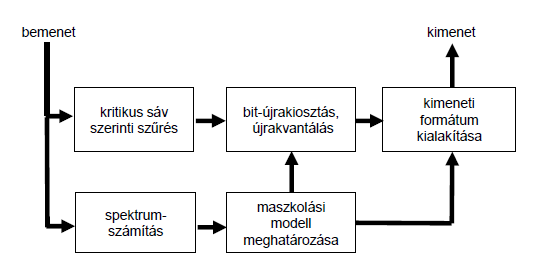 bemenet
kimenet
kritikus sáv
szerinti szűrés
bit-újrakiosztás,
újrakvantálás
kimeneti
formátum
kialakítása
spektrum-
számítás
maszkolási
modell
meghatározása